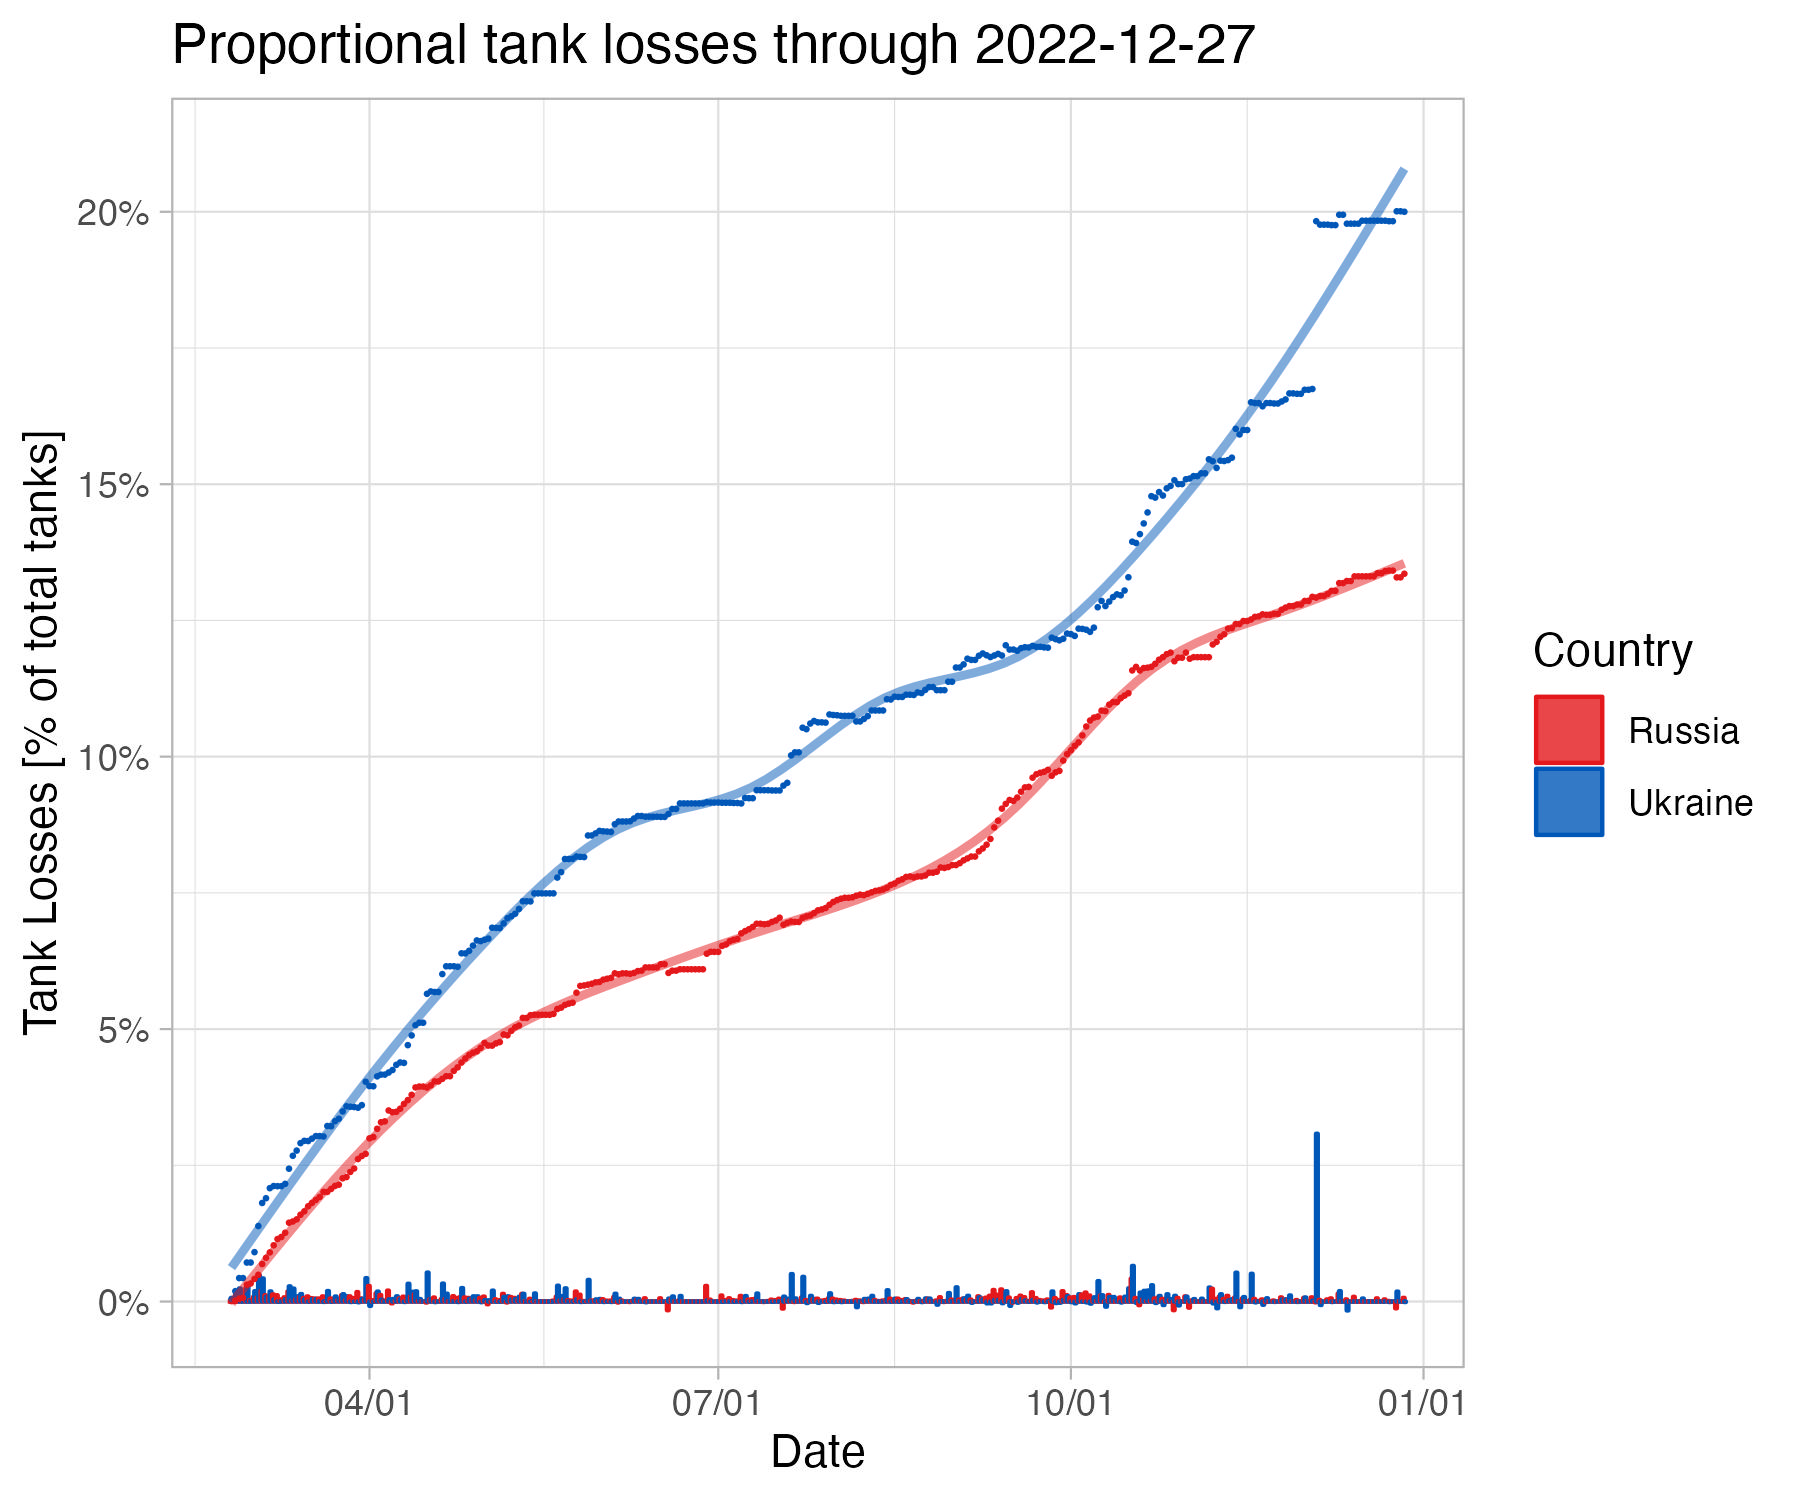 Proportional tank losses through 2022-12-27
Tank Losses [% of total tanks]
20%
15%
10%
5%
0%
04/01
07/01
10/01
01/01
Date
Country
Russia
Ukraine